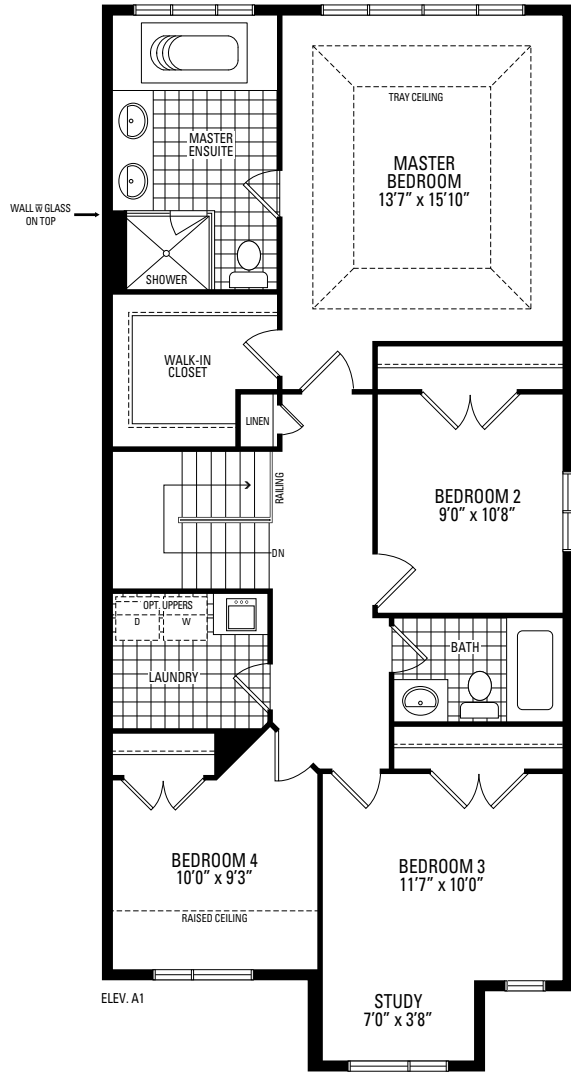 TRAY CEILING
MASTER
ENSUITE
MASTER
BEDROOM
13'7" x 15'10"
WALL w̅ GLASS
ON TOP
SHOWER
WALK-IN
CLOSET
LINEN
RAILING
BEDROOM 2
9'0" x 10'8"
DN
OPT. UPPERS
D
W
LAUNDRY
BATH
BEDROOM 4
10'0" x 9'3"
BEDROOM 3
11'7" x 10'0"
RAISED CEILING
ELEV. A1
STUDY
7'0" x 3'8"